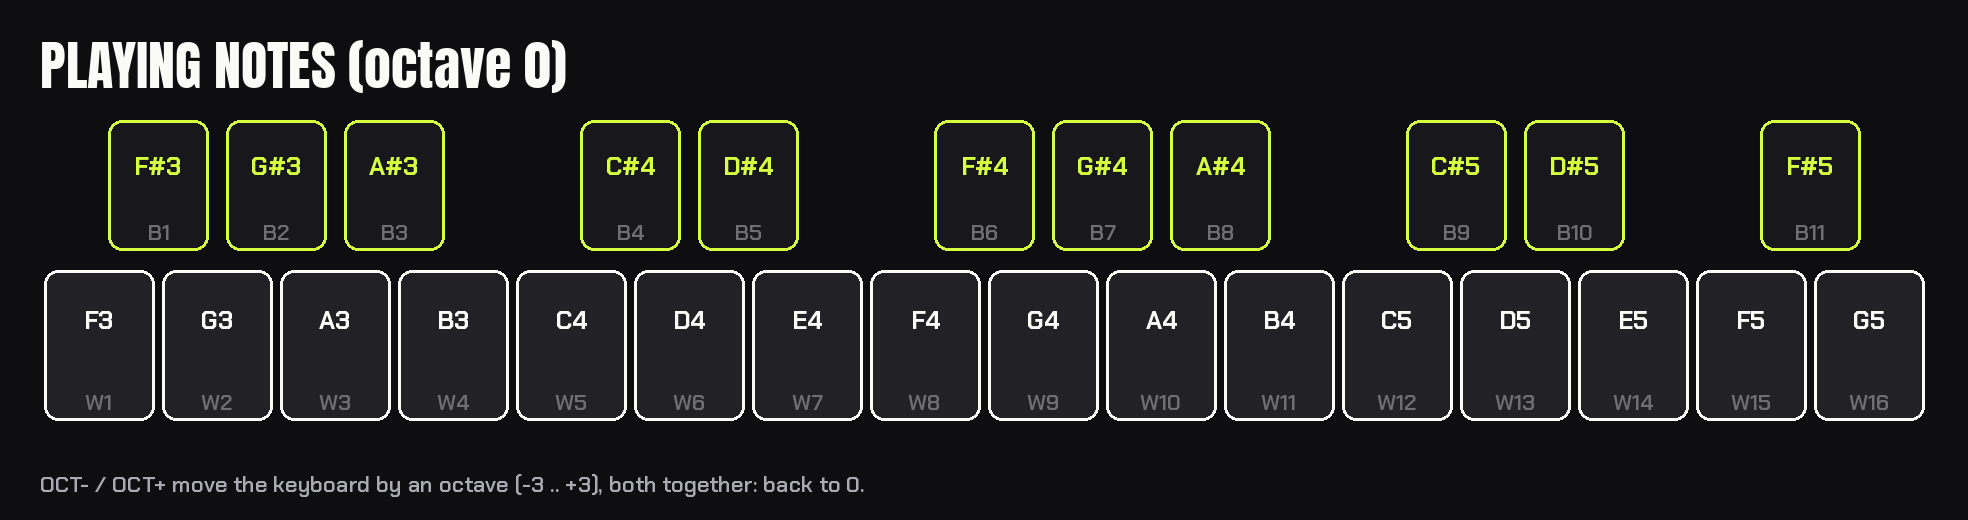 PLAYING NOTES (octave 0)
F#3 G#3 A#3 C#4 D#4 F#4 G#4 A#4 C#5 D#5 F#5
B1 B2 B3 B4 B5 B6 B7 B8 B9 B10 B11
F3 G3 A3 B3 C4 D4 E4 F4 G4 A4 B4 C5 D5 E5 F5 G5
W1 W2 W3 W4 W5 W6 W7 W8 W9 W10 W11 W12 W13 W14 W15 W16
OCT- / OCT+ move the keyboard by an octave (-3 .. +3), both together: back to 0.